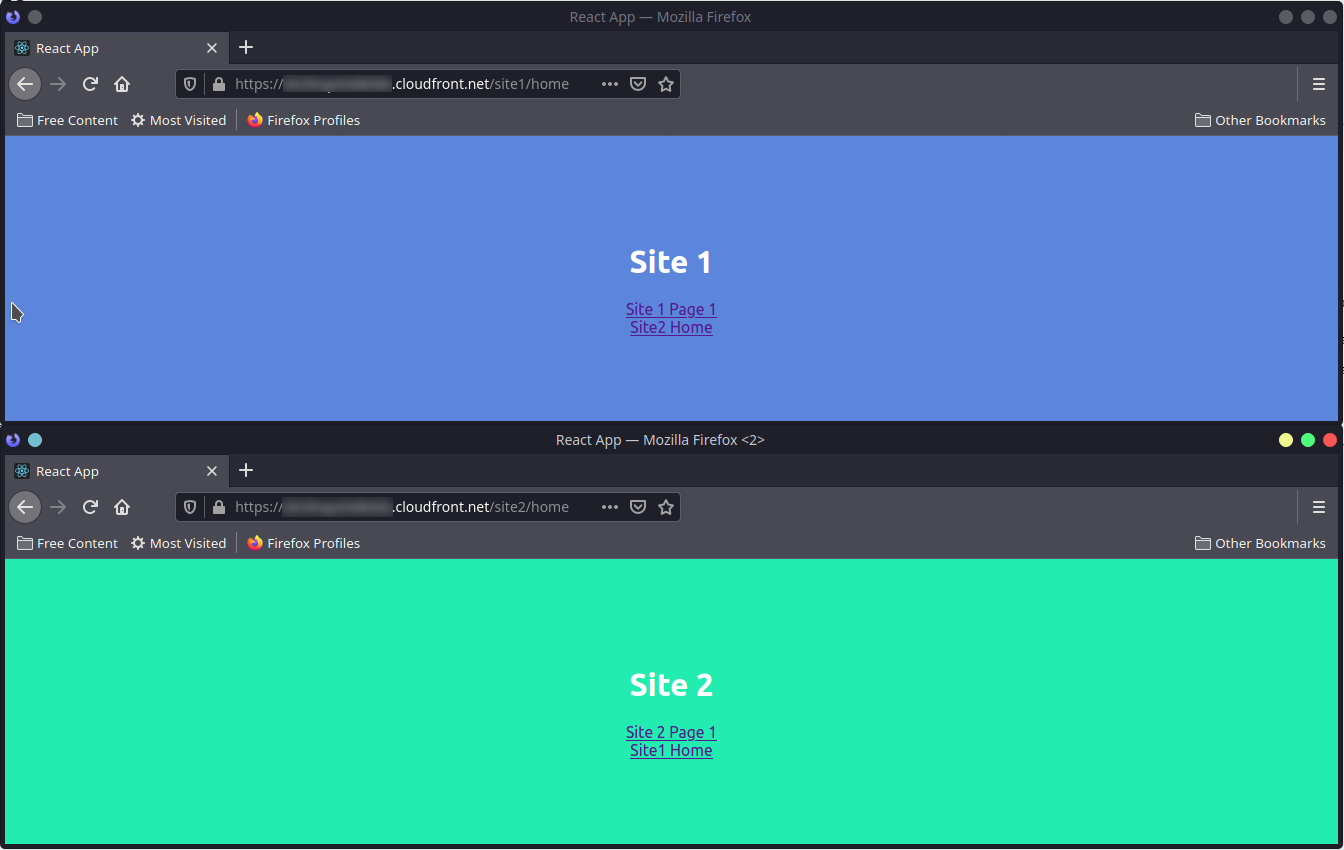 React App — Mozilla Firefox
React App
https:// .cloudfront.net/site1/home
Free Content Most Visited Firefox Profiles Other Bookmarks
Site 1
Site 1 Page 1
Site2 Home
React App — Mozilla Firefox <2>
React App
https:// .cloudfront.net/site2/home
Free Content Most Visited Firefox Profiles Other Bookmarks
Site 2
Site 2 Page 1
Site1 Home